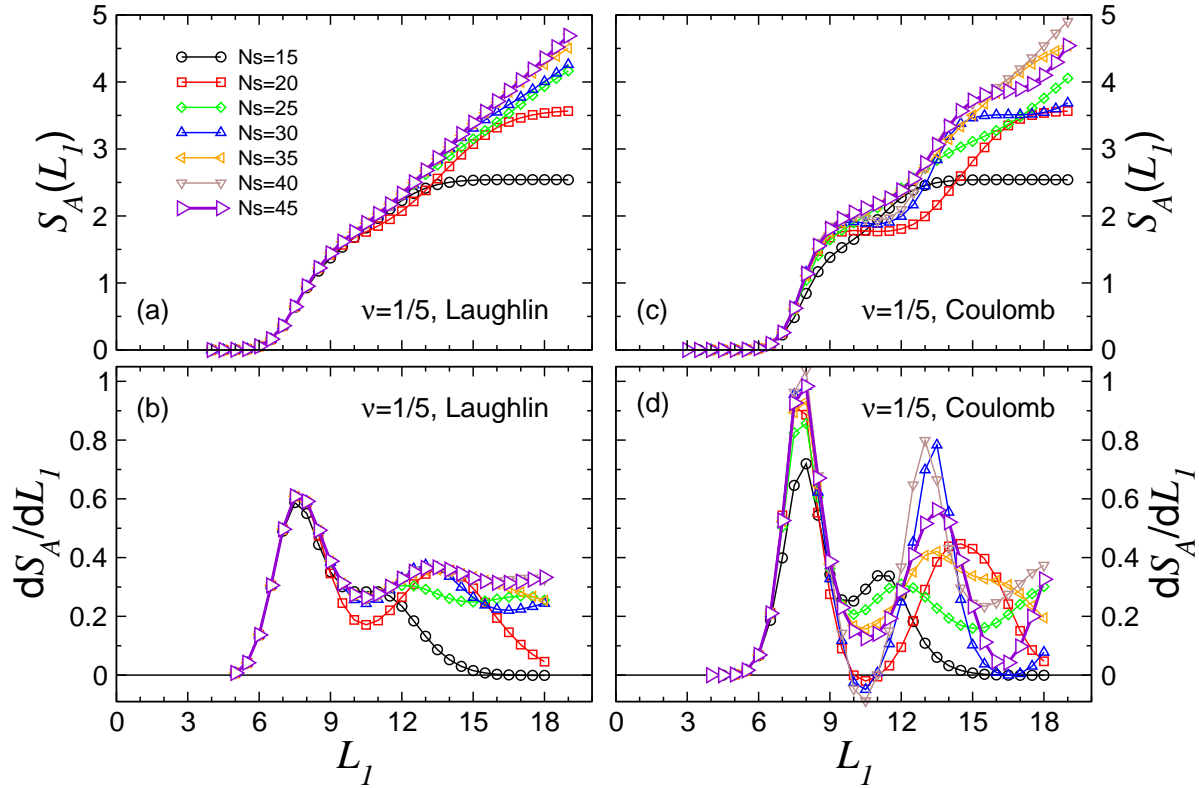 5
4
3
2
1
0
S_A(L_1)
Ns=15
Ns=20
Ns=25
Ns=30
Ns=35
Ns=40
Ns=45
(a)
ν=1/5, Laughlin
5
4
3
2
1
0
S_A(L_1)
(c)
ν=1/5, Coulomb
1
0.8
0.6
0.4
0.2
0
dS_A/dL_1
(b)
ν=1/5, Laughlin
0 3 6 9 12 15 18
L_1
1
0.8
0.6
0.4
0.2
0
dS_A/dL_1
(d)
ν=1/5, Coulomb
0 3 6 9 12 15 18
L_1